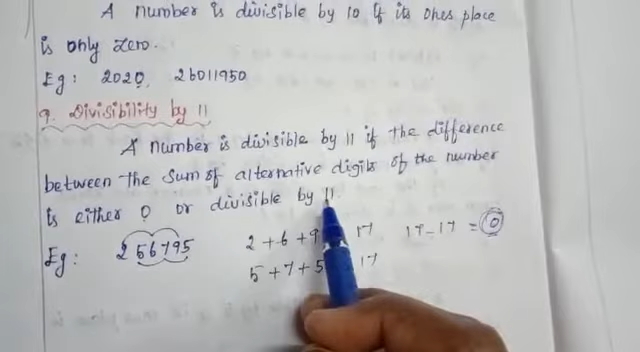 A number is divisible by 10 if its ones place
is only zero.
Eg: 2020, 26011950
9. Divisibility by 11
A number is divisible by 11 if the difference
between the sum of alternative digits of the number
is either 0 or divisible by 11.
Eg: 256795 2+6+9 17 17-17 = 0
5+7+5 17